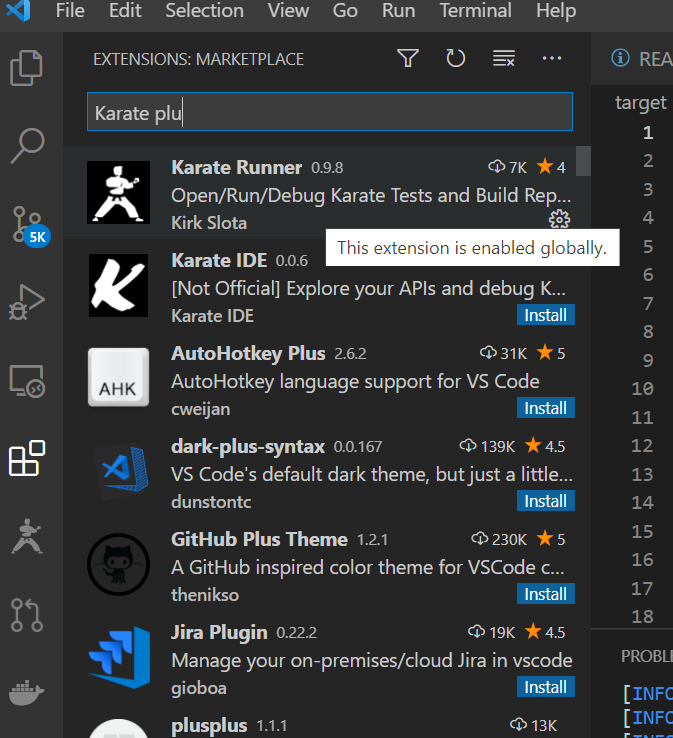 File Edit Selection View Go Run Terminal Help
EXTENSIONS: MARKETPLACE
Karate plu
Karate Runner 0.9.8 7K 4
Open/Run/Debug Karate Tests and Build Rep...
Kirk Slota
This extension is enabled globally.
Karate IDE 0.0.6
[Not Official] Explore your APIs and debug K...
Karate IDE Install
AutoHotkey Plus 2.6.2 31K 5
AHK
AutoHotkey language support for VS Code
cweijan Install
dark-plus-syntax 0.0.167 139K 4.5
VS Code's default dark theme, but just a little...
dunstontc Install
GitHub Plus Theme 1.2.1 230K 5
A GitHub inspired color theme for VSCode c...
thenikso Install
Jira Plugin 0.22.2 19K 4.5
Manage your on-premises/cloud Jira in vscode
gioboa Install
plusplus 1.1.1 13K
5K
REA
target
1
2
3
4
5
6
7
8
9
10
11
12
13
14
15
16
17
18
PROBLE
[INFO
[INFO